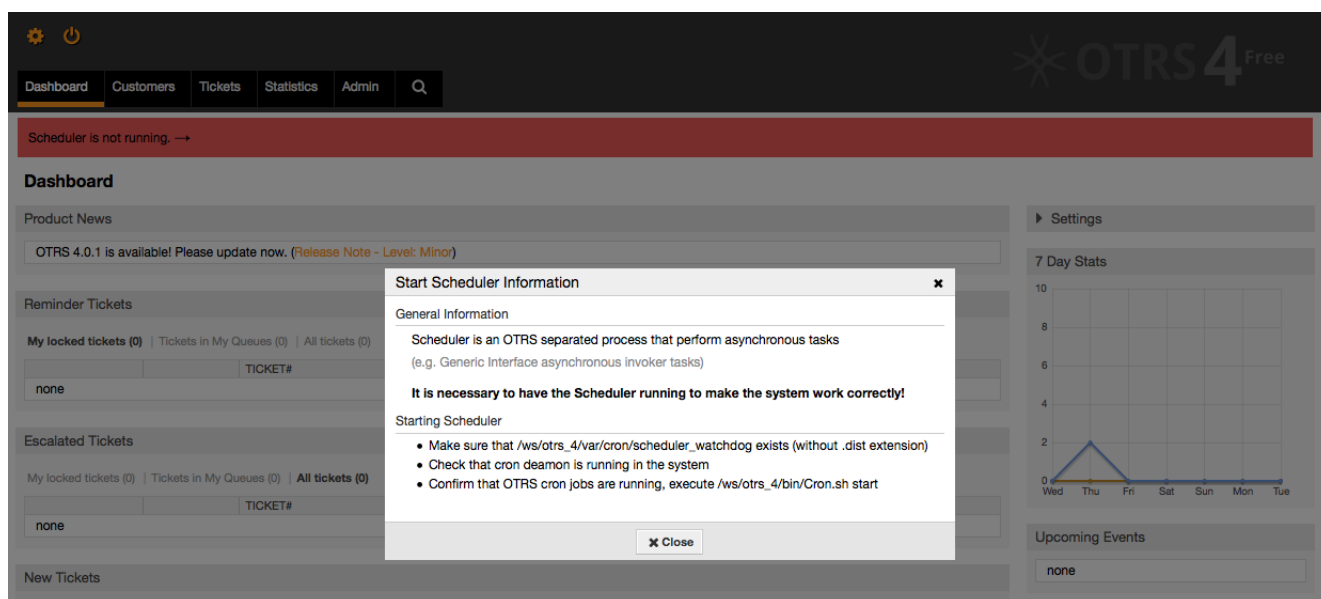 OTRS 4 Free
Dashboard Customers Tickets Statistics Admin
Scheduler is not running. →
Dashboard
Product News
OTRS 4.0.1 is available! Please update now. (Release Note - Level: Minor)
Reminder Tickets
My locked tickets (0) | Tickets in My Queues (0) | All tickets (0)
TICKET#
none
Escalated Tickets
My locked tickets (0) | Tickets in My Queues (0) | All tickets (0)
TICKET#
none
New Tickets
Start Scheduler Information
General Information
Scheduler is an OTRS separated process that perform asynchronous tasks
(e.g. Generic Interface asynchronous invoker tasks)
It is necessary to have the Scheduler running to make the system work correctly!
Starting Scheduler
• Make sure that /ws/otrs_4/var/cron/scheduler_watchdog exists (without .dist extension)
• Check that cron deamon is running in the system
• Confirm that OTRS cron jobs are running, execute /ws/otrs_4/bin/Cron.sh start
Close
Settings
7 Day Stats
10
8
6
4
2
0
Wed Thu Fri Sat Sun Mon Tue
Upcoming Events
none